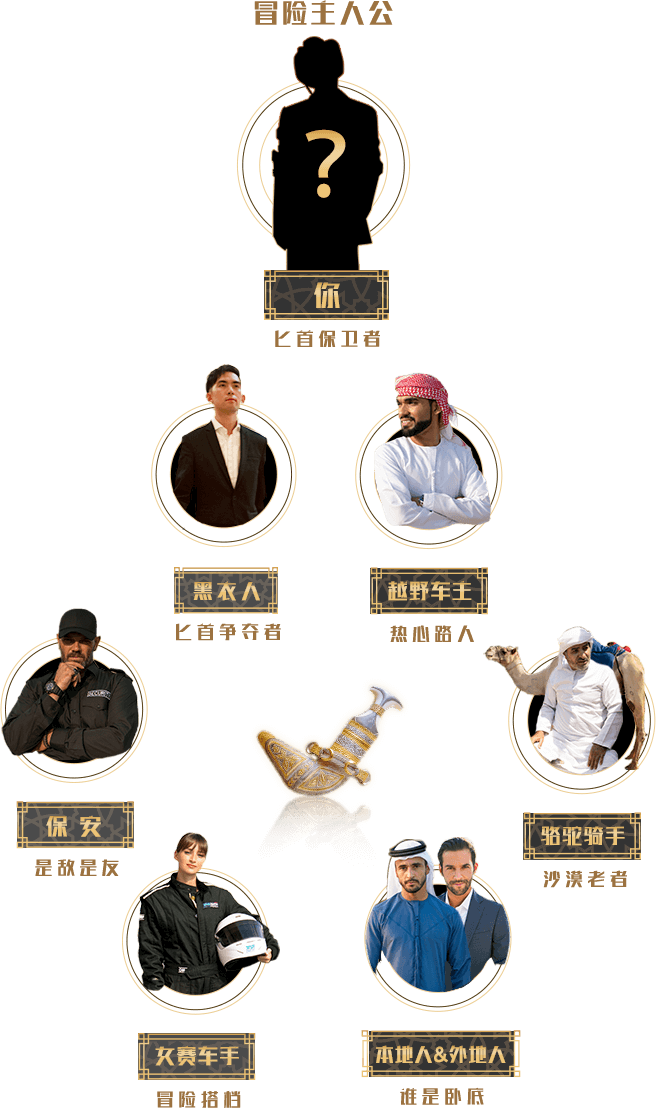 冒险主人公
?
你
匕首保卫者
黑衣人
匕首争夺者
越野车主
热心路人
SECURITY
保安
是敌是友
骆驼骑手
沙漠老者
女赛车手
冒险搭档
本地人&外地人
谁是卧底